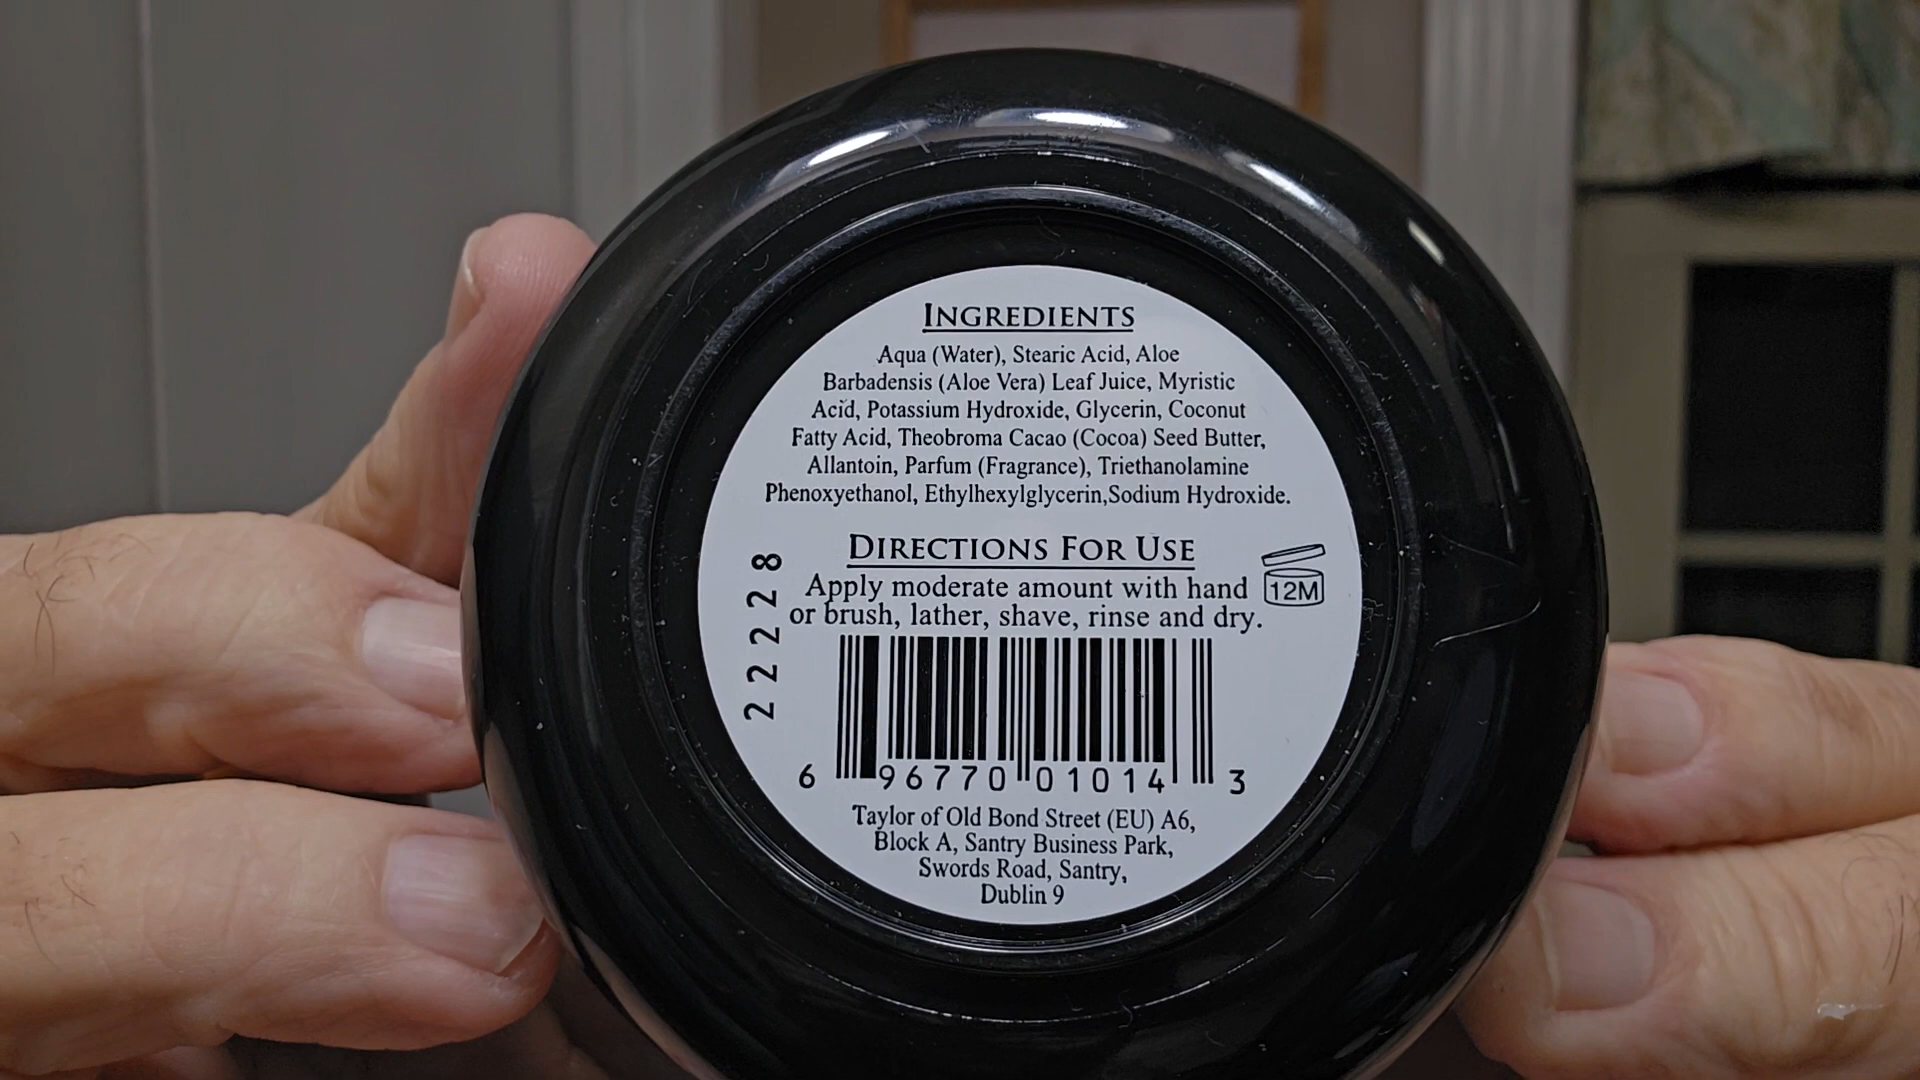 INGREDIENTS
Aqua (Water), Stearic Acid, Aloe
Barbadensis (Aloe Vera) Leaf Juice, Myristic
Acid, Potassium Hydroxide, Glycerin, Coconut
Fatty Acid, Theobroma Cacao (Cocoa) Seed Butter,
Allantoin, Parfum (Fragrance), Triethanolamine
Phenoxyethanol, Ethylhexylglycerin,Sodium Hydroxide.
DIRECTIONS FOR USE
Apply moderate amount with hand
or brush, lather, shave, rinse and dry.
12M
22228
6 96770 01014 3
Taylor of Old Bond Street (EU) A6,
Block A, Santry Business Park,
Swords Road, Santry,
Dublin 9